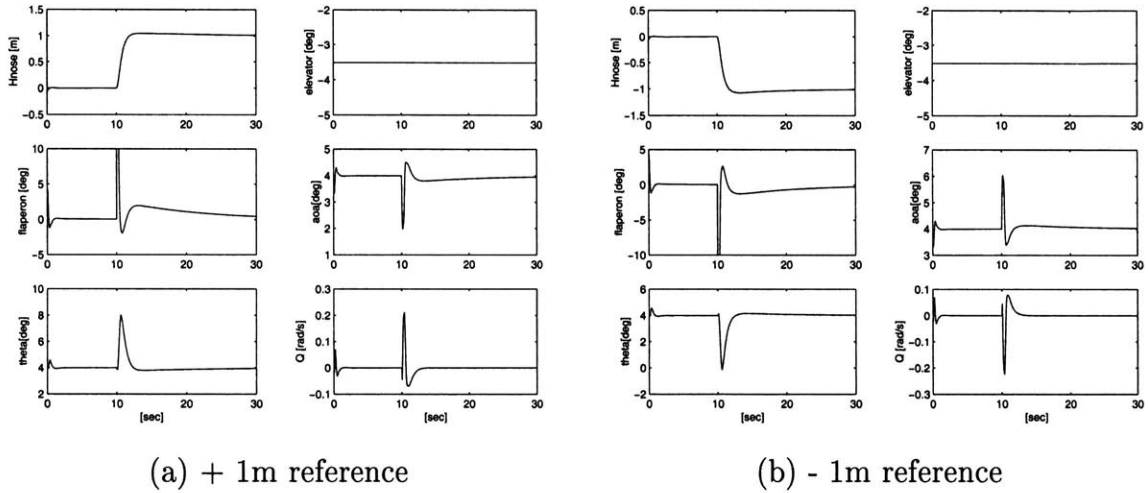 1.5
1
0.5
0
−0.5
Hnose [m]
0 10 20 30
−2
−3
−4
−5
elevator [deg]
0 10 20 30
10
5
0
−5
flaperon [deg]
0 10 20 30
5
4
3
2
1
aoa[deg]
0 10 20 30
10
8
6
4
2
theta[deg]
0 10 20 30
[sec]
0.3
0.2
0.1
0
−0.1
Q [rad/s]
0 10 20 30
[sec]
(a) + 1m reference
0.5
0
−0.5
−1
−1.5
Hnose [m]
0 10 20 30
−2
−3
−4
−5
elevator [deg]
0 10 20 30
5
0
−5
−10
flaperon [deg]
0 10 20 30
7
6
5
4
3
aoa[deg]
0 10 20 30
6
4
2
0
−2
theta[deg]
0 10 20 30
[sec]
0.1
0
−0.1
−0.2
−0.3
Q [rad/s]
0 10 20 30
[sec]
(b) - 1m reference